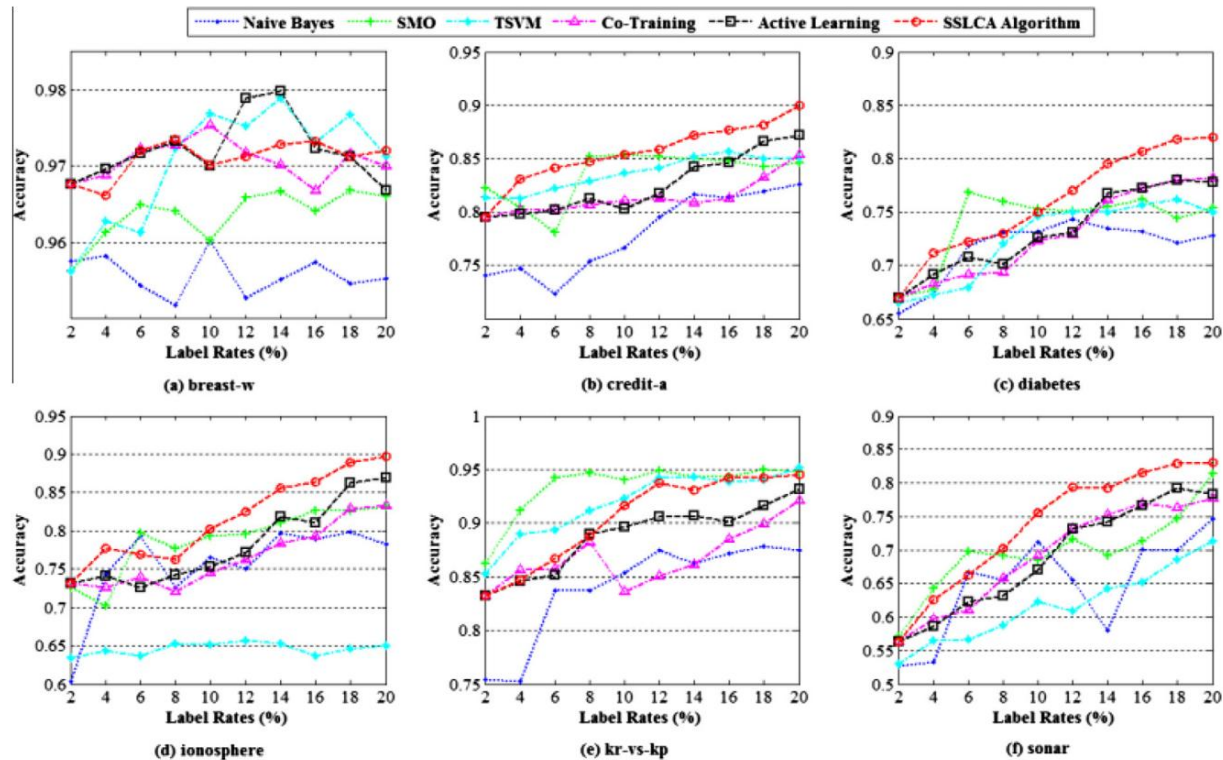 Naive Bayes SMO TSVM Co-Training Active Learning SSLCA Algorithm
0.98
0.97
0.96
Accuracy
2 4 6 8 10 12 14 16 18 20
Label Rates (%)
(a) breast-w
0.95
0.9
0.85
0.8
0.75
Accuracy
2 4 6 8 10 12 14 16 18 20
Label Rates (%)
(b) credit-a
0.9
0.85
0.8
0.75
0.7
0.65
Accuracy
2 4 6 8 10 12 14 16 18 20
Label Rates (%)
(c) diabetes
0.95
0.9
0.85
0.8
0.75
0.7
0.65
0.6
Accuracy
2 4 6 8 10 12 14 16 18 20
Label Rates (%)
(d) ionosphere
1
0.95
0.9
0.85
0.8
0.75
Accuracy
2 4 6 8 10 12 14 16 18 20
Label Rates (%)
(e) kr-vs-kp
0.9
0.85
0.8
0.75
0.7
0.65
0.6
0.55
0.5
Accuracy
2 4 6 8 10 12 14 16 18 20
Label Rates (%)
(f) sonar